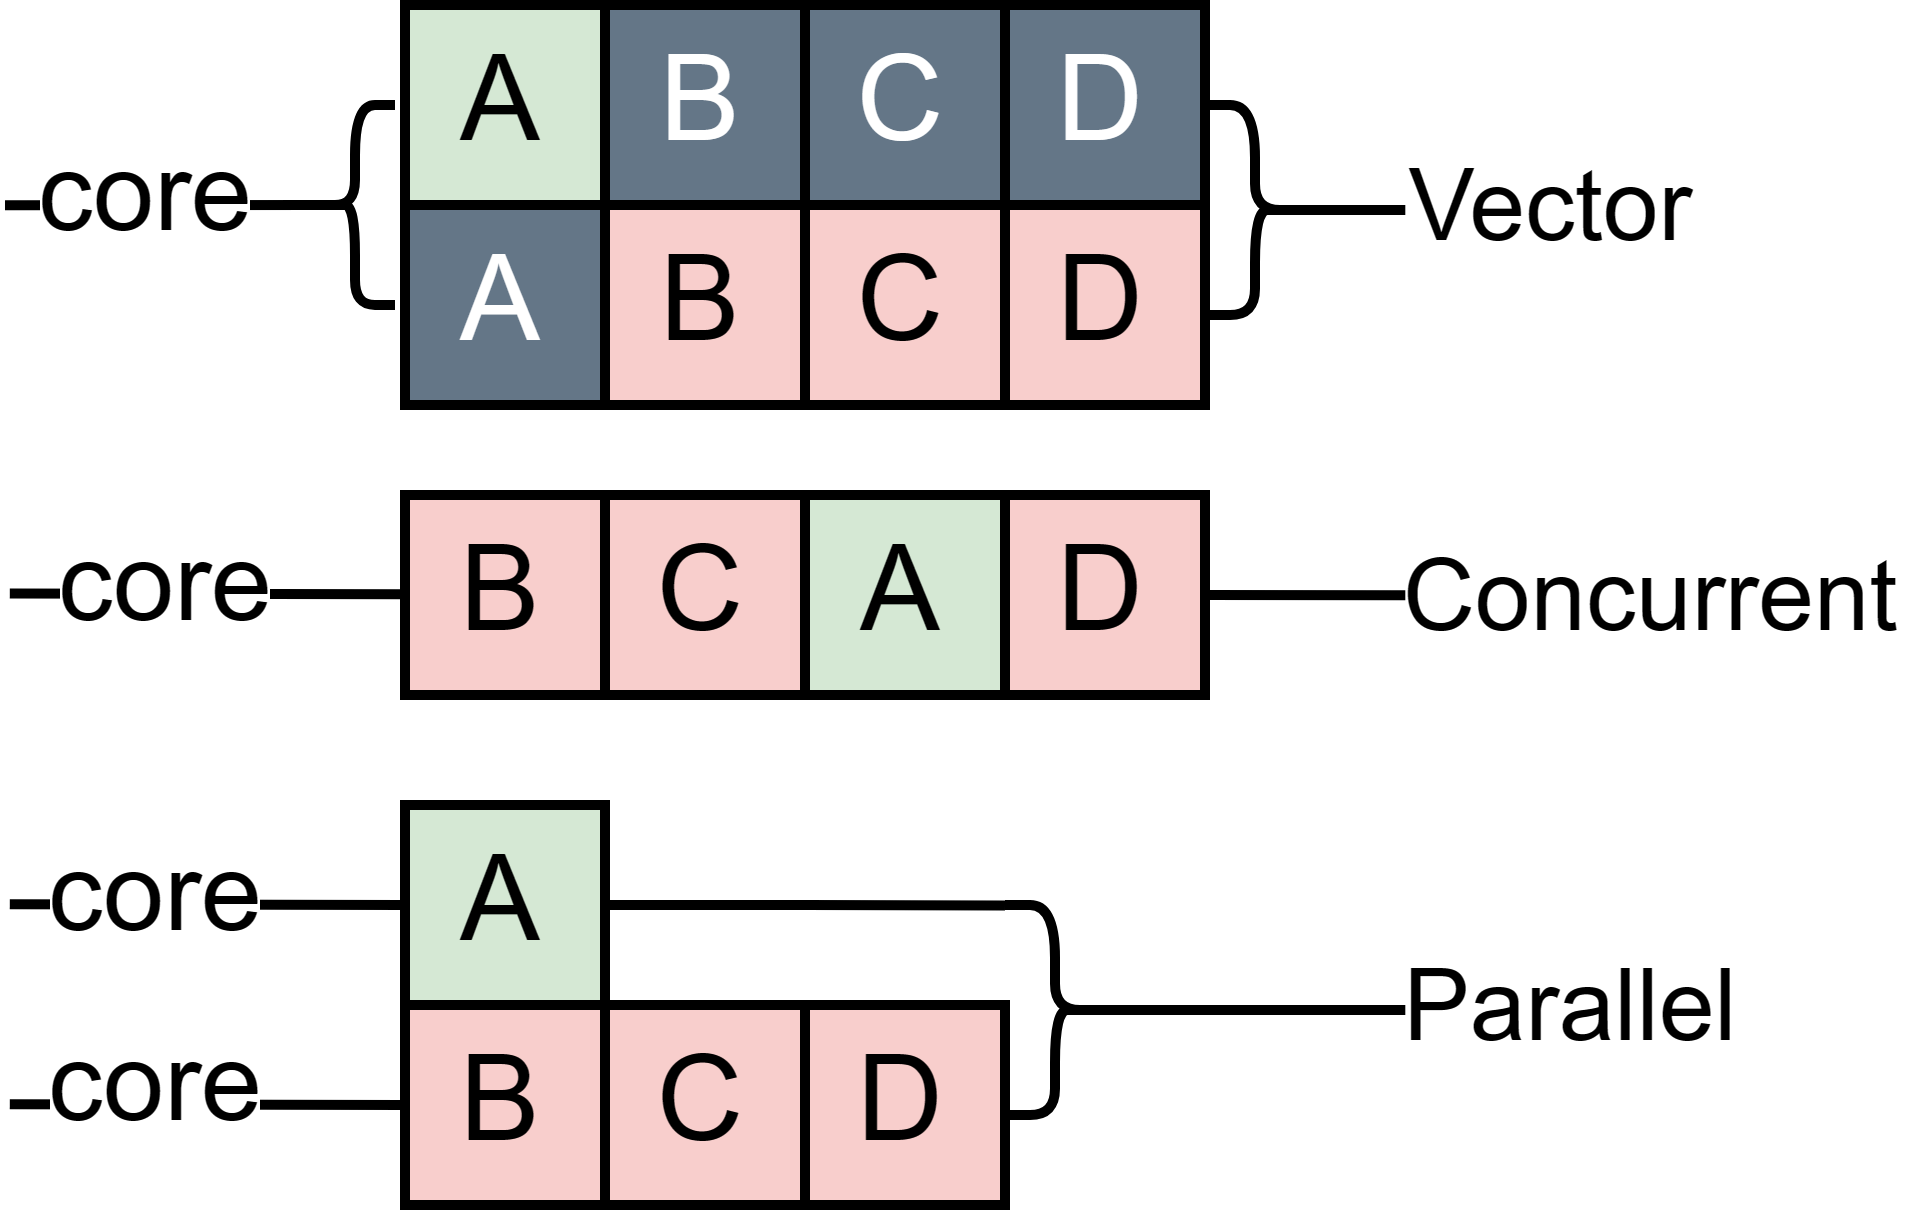 A B C D
-core Vector
A B C D
-core B C A D Concurrent
-core A
Parallel
-core B C D